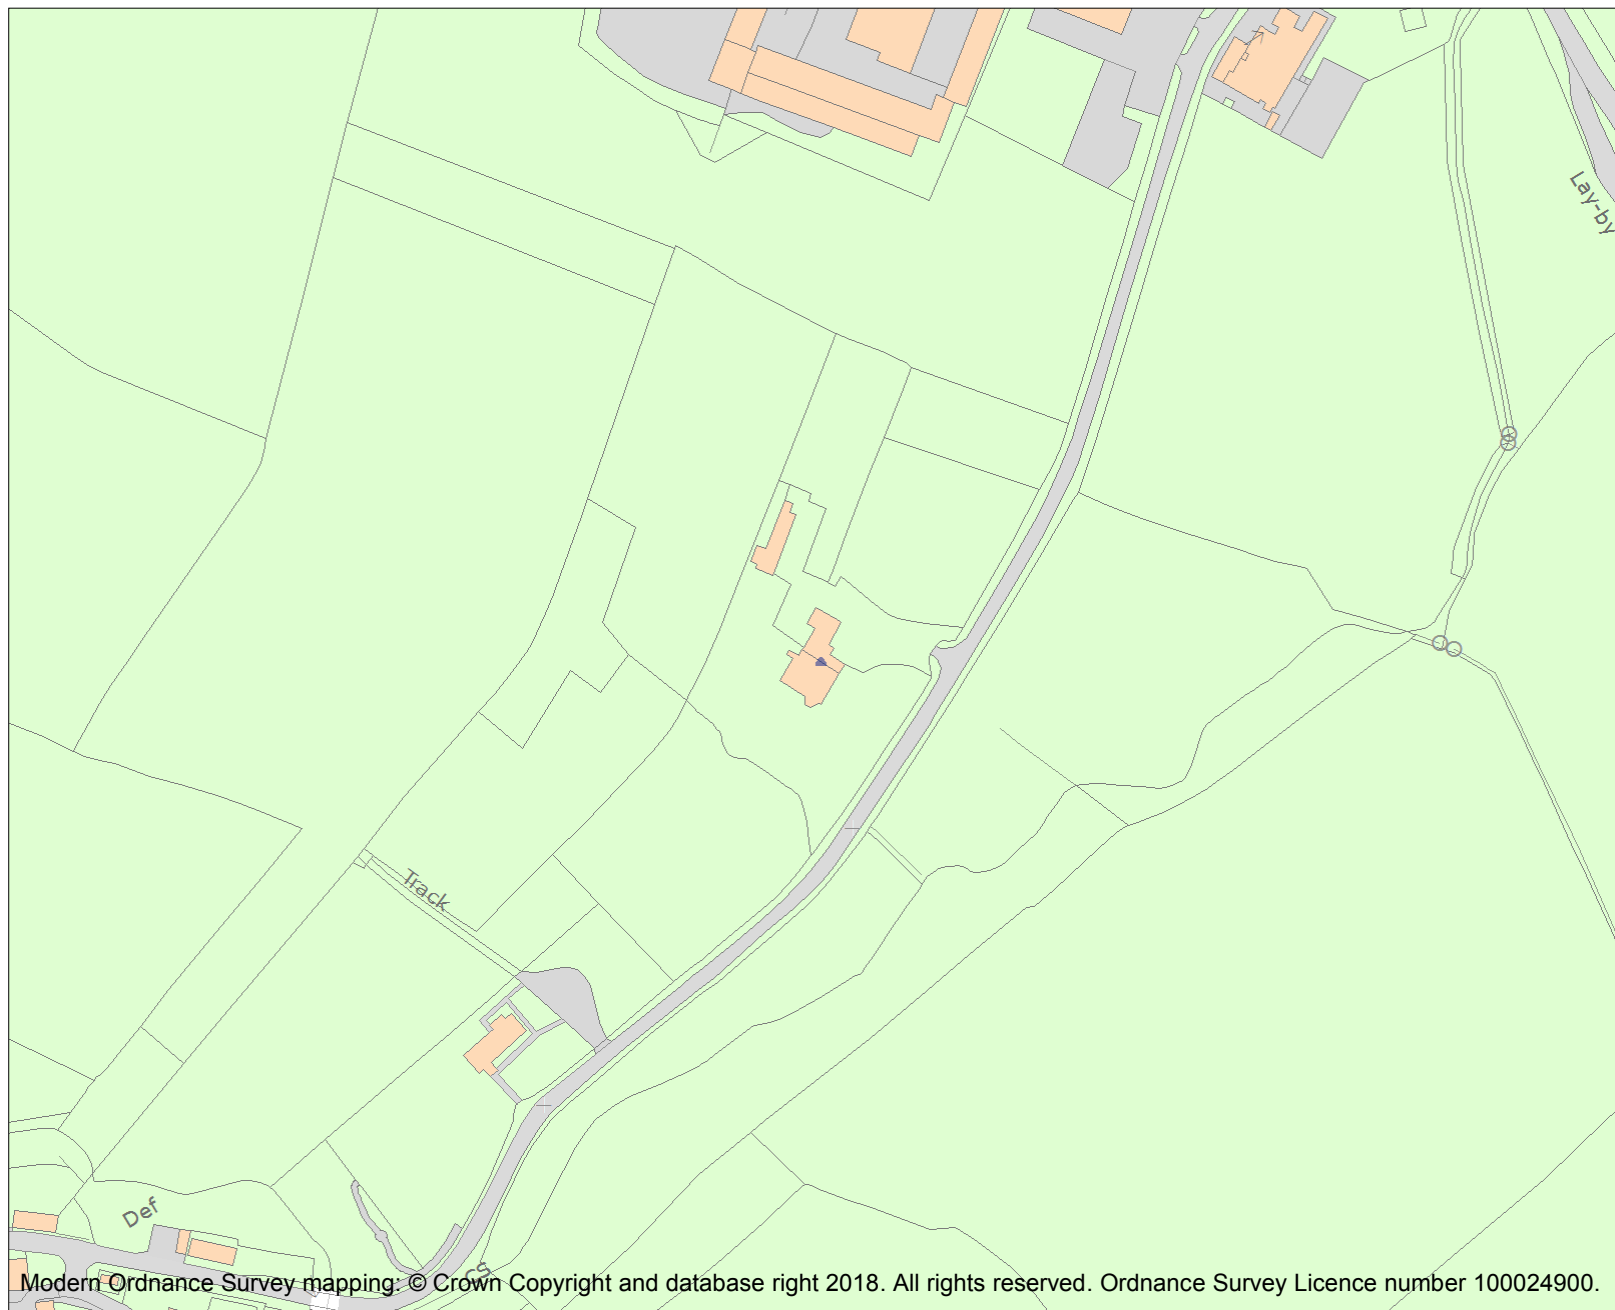 Lay-by
Track
Def
CS
Modern Ordnance Survey mapping: © Crown Copyright and database right 2018. All rights reserved. Ordnance Survey Licence number 100024900.